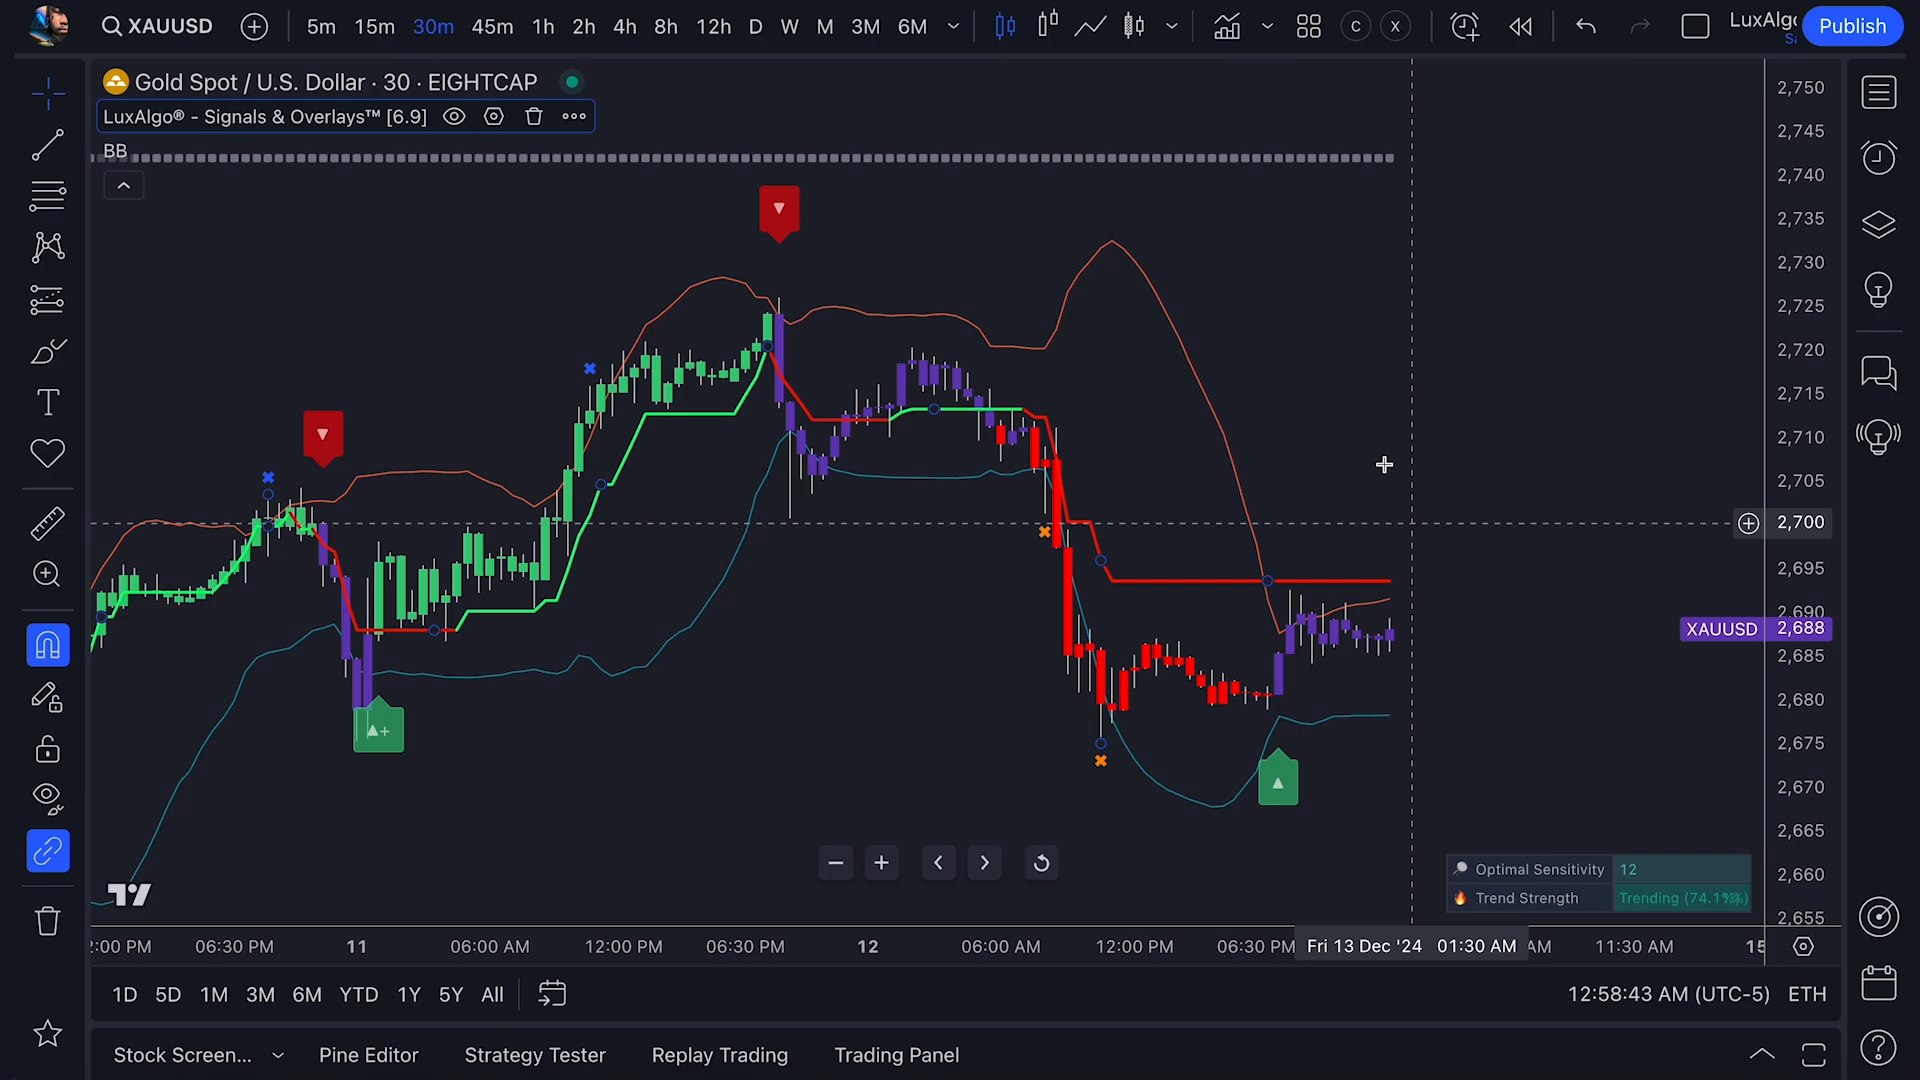 XAUUSD 5m 15m 30m 45m 1h 2h 4h 8h 12h D W M 3M 6M C X LuxAlgo Publish
Gold Spot / U.S. Dollar · 30 · EIGHTCAP
LuxAlgo® - Signals & Overlays™ [6.9]
BB
2,750
2,745
2,740
2,735
2,730
2,725
2,720
2,715
2,710
2,705
2,700
2,695
2,690
XAUUSD 2,688
2,685
2,680
2,675
2,670
2,665
2,660
2,655
Optimal Sensitivity 12
Trend Strength Trending
:00 PM 06:30 PM 11 06:00 AM 12:00 PM 06:30 PM 12 06:00 AM 12:00 PM 06:30 PM Fri 13 Dec '24 01:30 AM AM 11:30 AM 15
1D 5D 1M 3M 6M YTD 1Y 5Y All 12:58:43 AM (UTC-5) ETH
Stock Screen... Pine Editor Strategy Tester Replay Trading Trading Panel